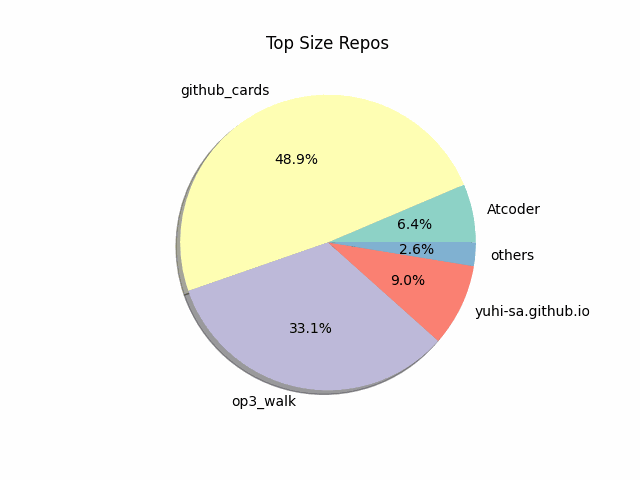 Top Size Repos
github_cards
48.9%
Atcoder
6.4%
others
2.6%
9.0%
yuhi-sa.github.io
33.1%
op3_walk